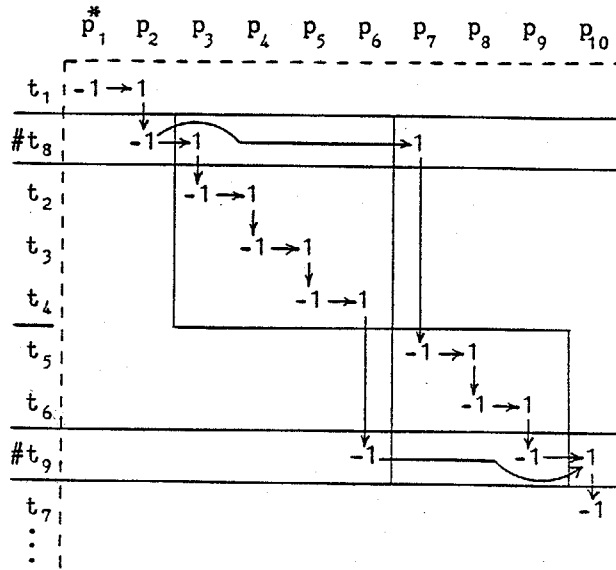 p*1 p2 p3 p4 p5 p6 p7 p8 p9 p10
t1 -1 1
#t8 -1 1 1
t2 -1 1
t3 -1 1
t4 -1 1
t5 -1 1
t6 -1 1
#t9 -1 -1 1
t7 -1